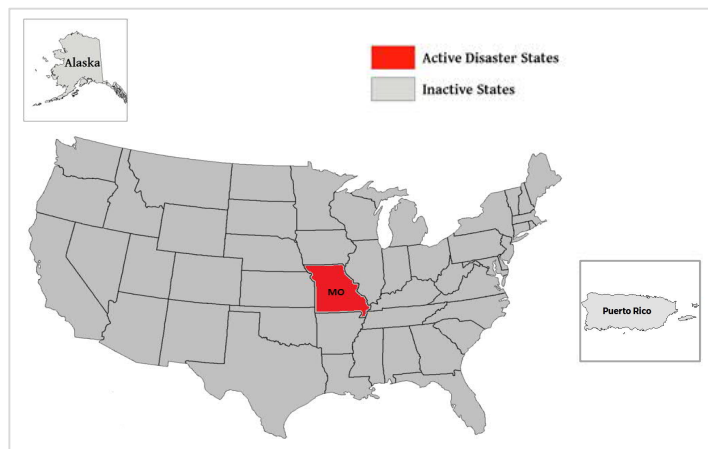 Alaska
Active Disaster States
Inactive States
MO
Puerto Rico